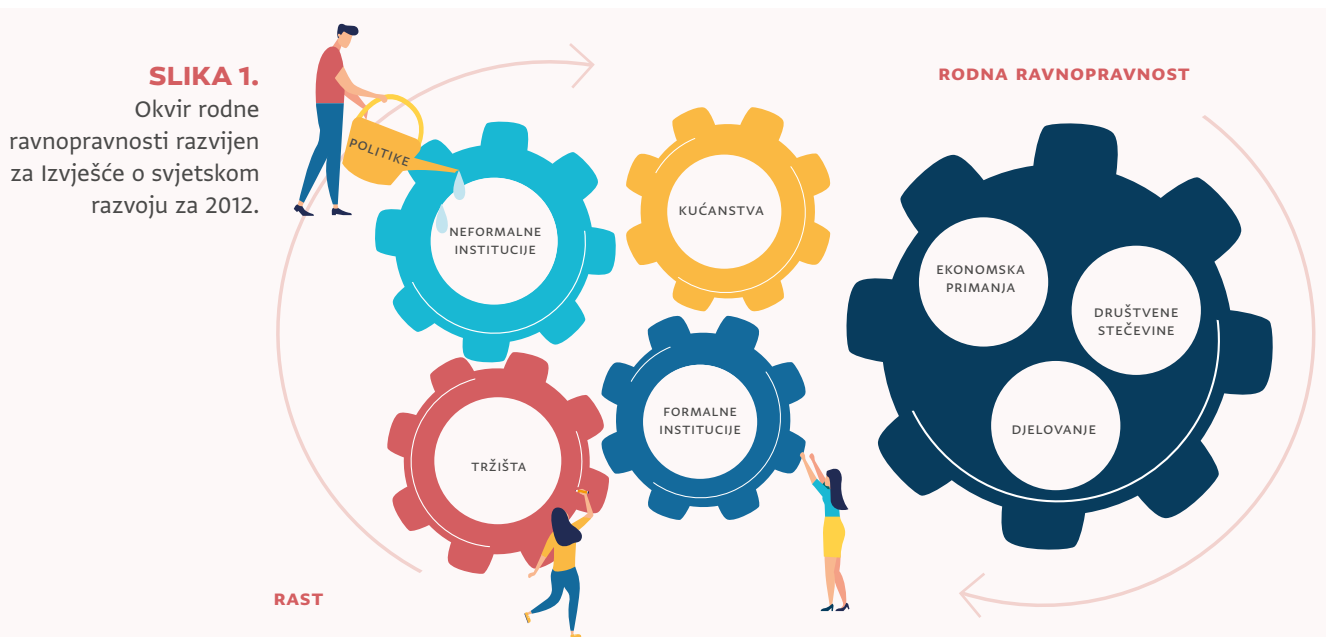 SLIKA 1.
Okvir rodne
ravnopravnosti razvijen
za Izvješće o svjetskom
razvoju za 2012.
POLITIKE
NEFORMALNE
INSTITUCIJE
KUĆANSTVA
TRŽIŠTA
FORMALNE
INSTITUCIJE
RAST
RODNA RAVNOPRAVNOST
EKONOMSKA
PRIMANJA
DRUŠTVENE
STEČEVINE
DJELOVANJE